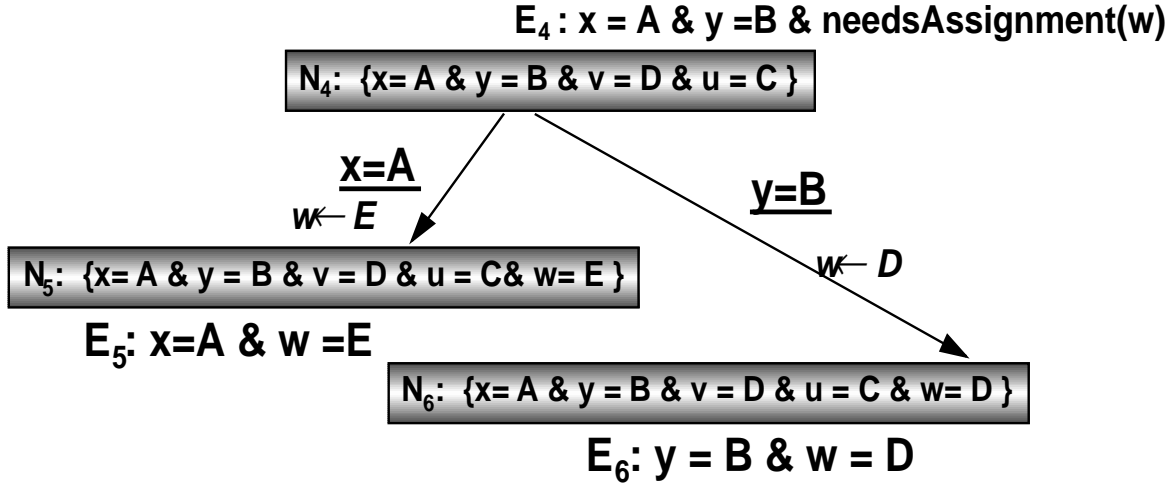 E₄ : x = A & y =B & needsAssignment(w)
N₄: {x= A & y = B & v = D & u = C }
x=A
y=B
w← E
w← D
N₅: {x= A & y = B & v = D & u = C& w= E }
E₅: x=A & w =E
N₆: {x= A & y = B & v = D & u = C & w= D }
E₆: y = B & w = D